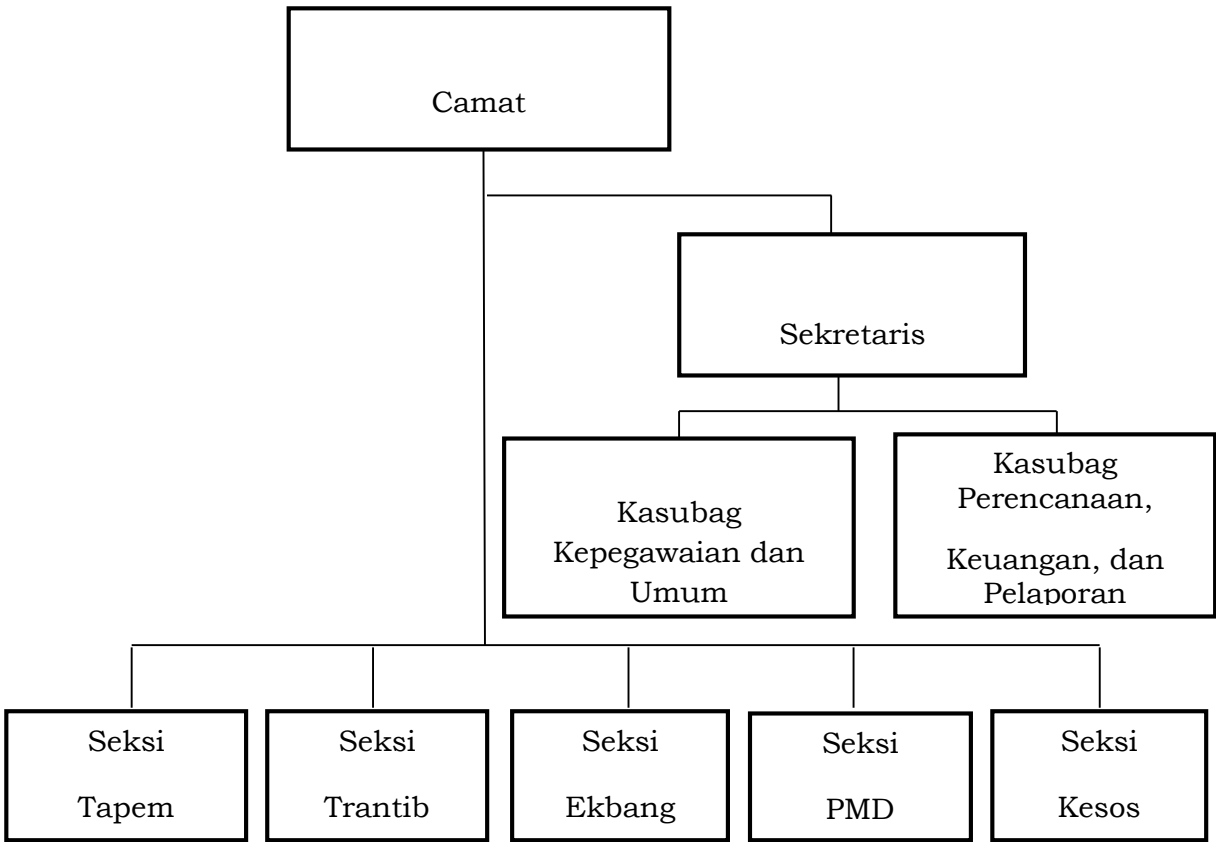 Camat
Sekretaris
Kasubag
Kepegawaian dan
Umum
Kasubag
Perencanaan,
Keuangan, dan
Pelaporan
Seksi
Tapem
Seksi
Trantib
Seksi
Ekbang
Seksi
PMD
Seksi
Kesos